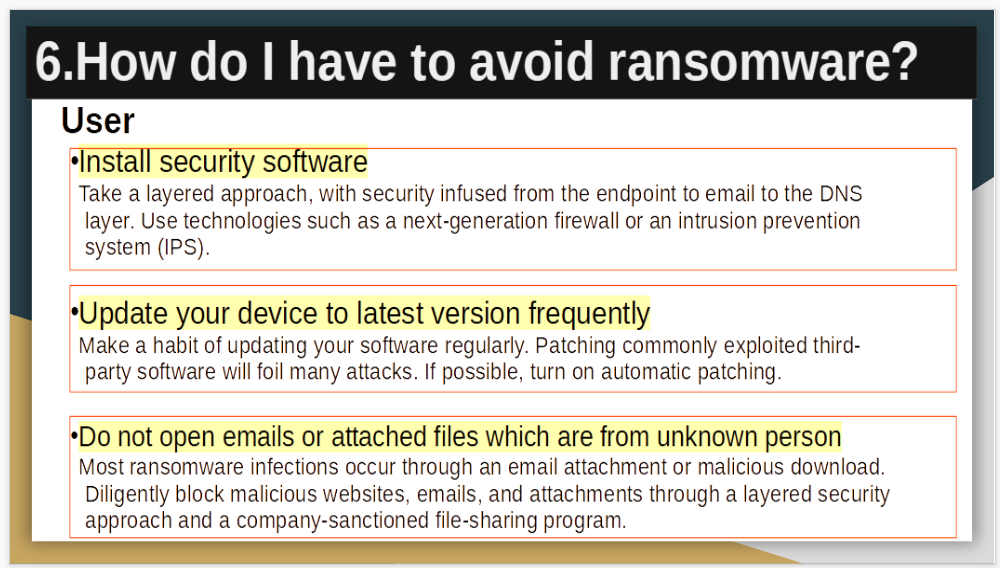 6.How do I have to avoid ransomware?
User
•Install security software
Take a layered approach, with security infused from the endpoint to email to the DNS
layer. Use technologies such as a next-generation firewall or an intrusion prevention
system (IPS).
•Update your device to latest version frequently
Make a habit of updating your software regularly. Patching commonly exploited third-
party software will foil many attacks. If possible, turn on automatic patching.
•Do not open emails or attached files which are from unknown person
Most ransomware infections occur through an email attachment or malicious download.
Diligently block malicious websites, emails, and attachments through a layered security
approach and a company-sanctioned file-sharing program.